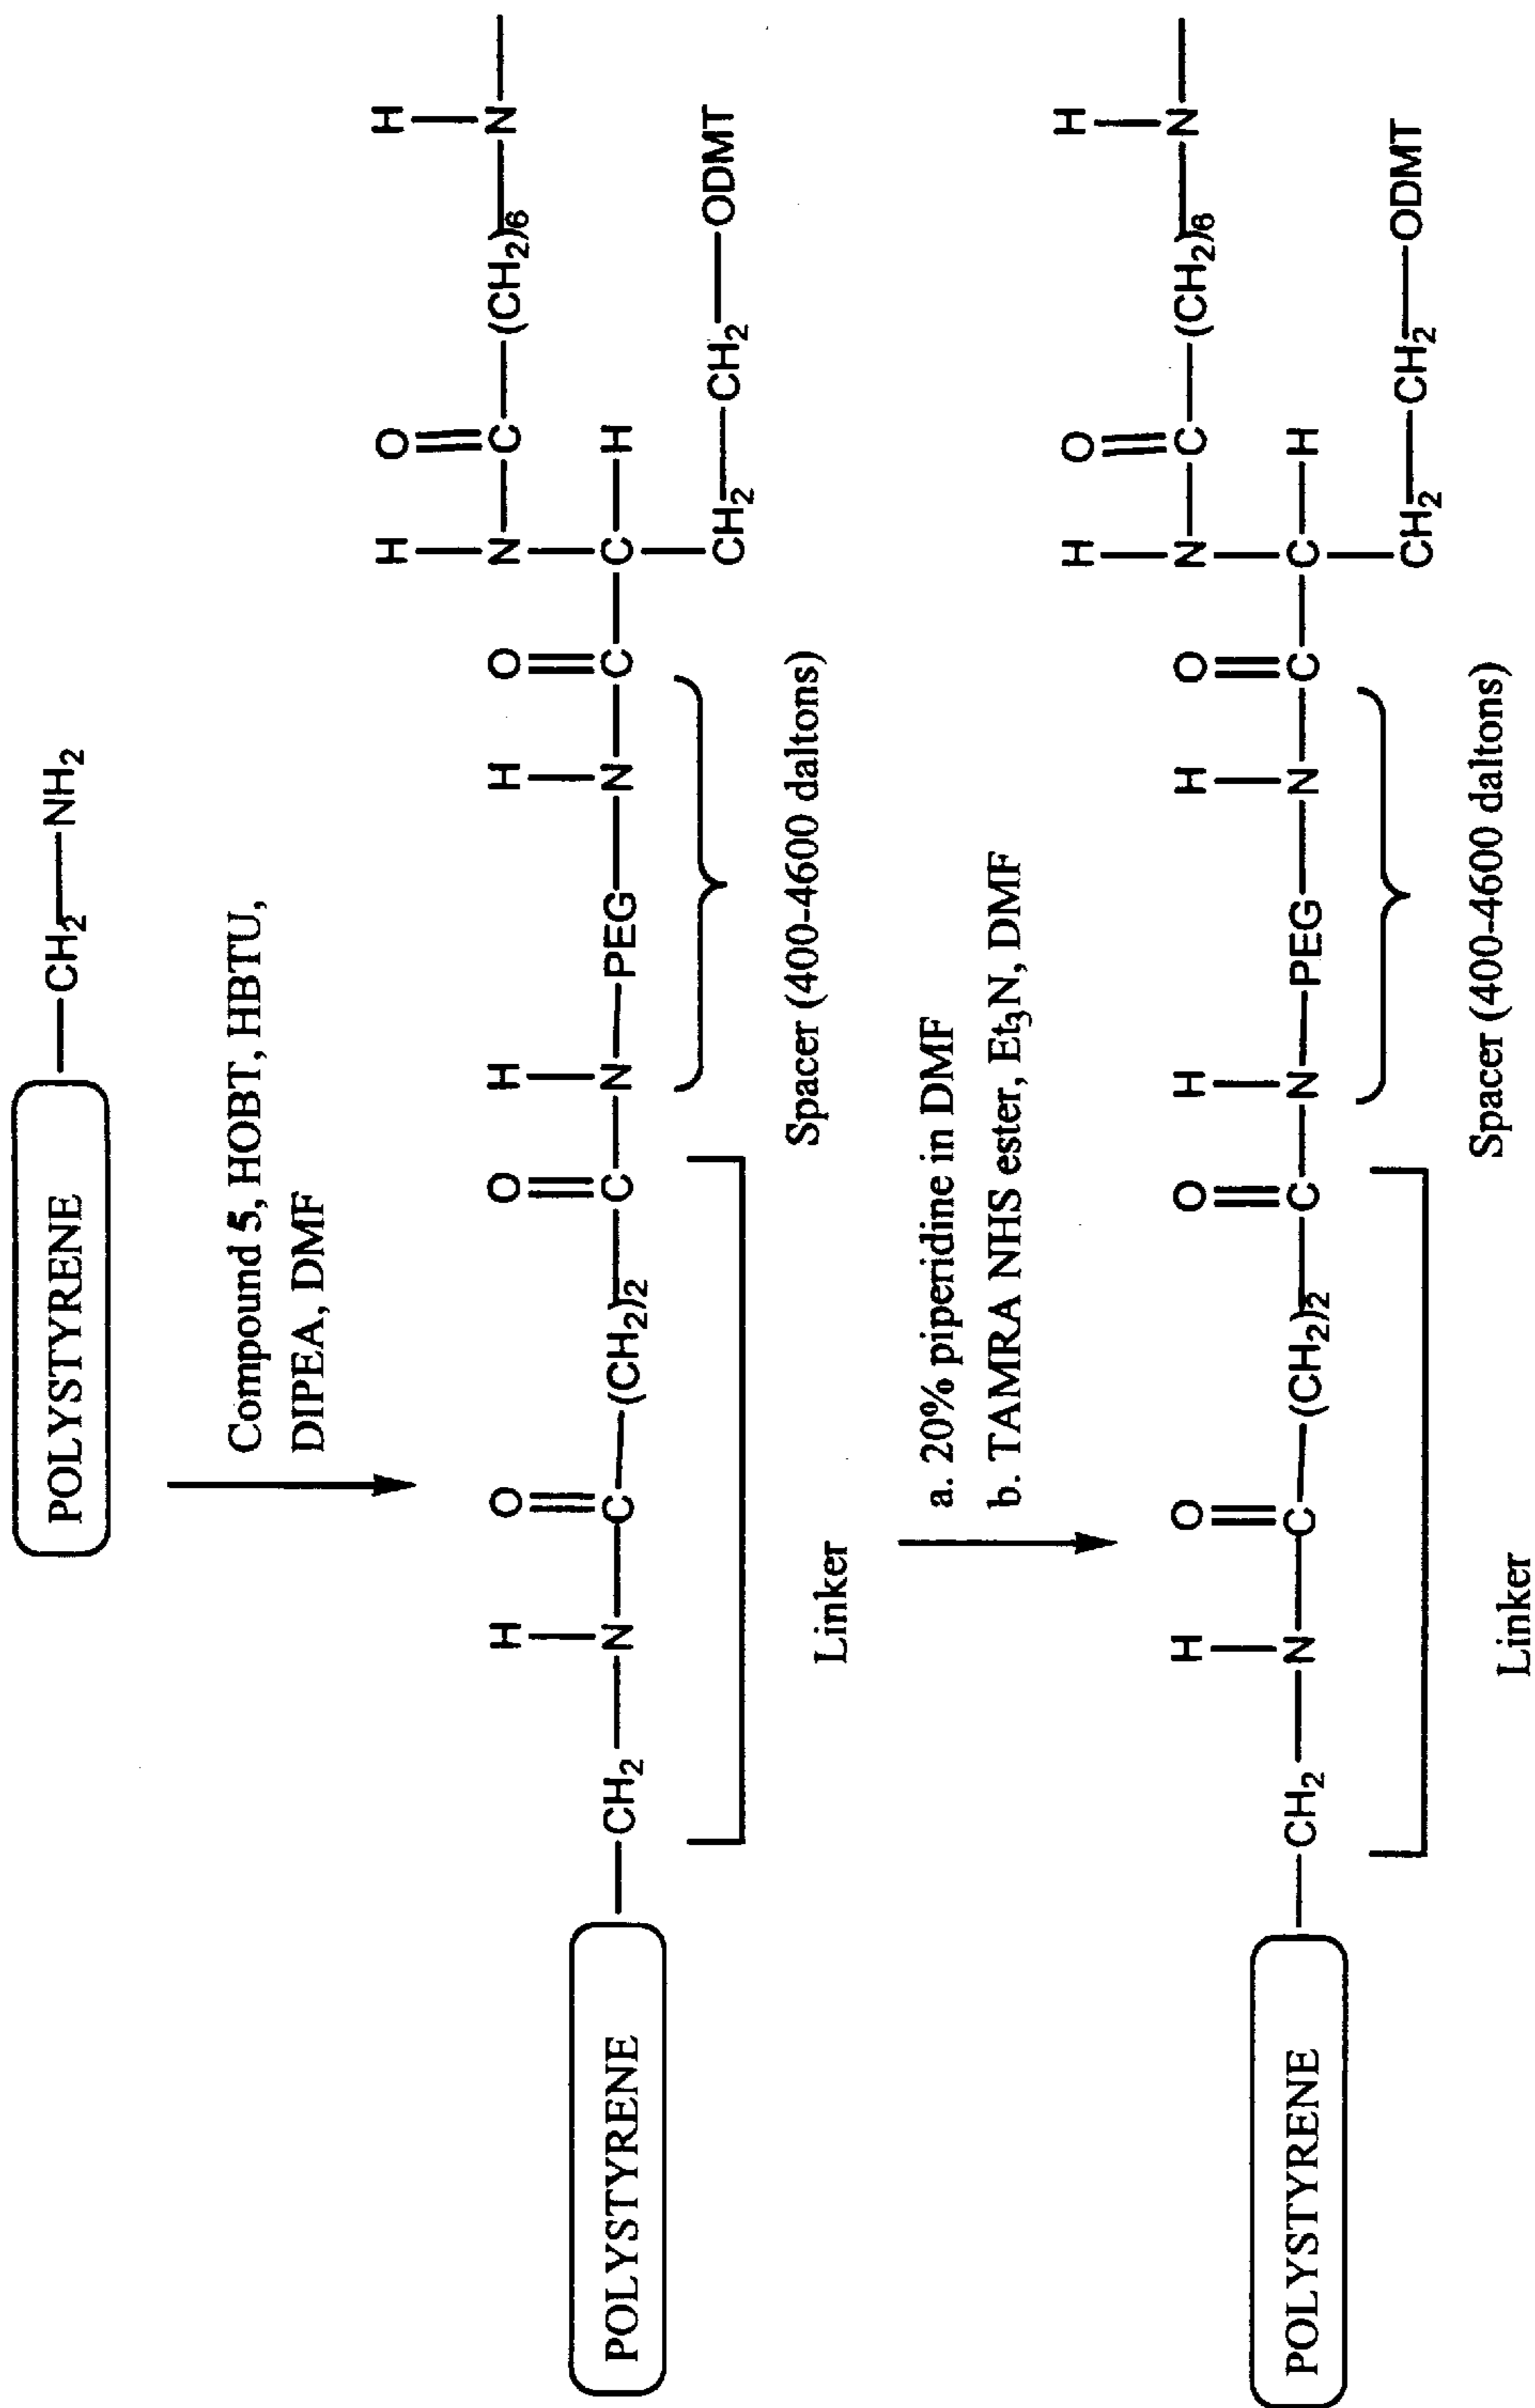 POLYSTYRENE —CH2—NH2
Compound 5, HOBT, HBTU,
DIPEA, DMF
H O H
N—C—(CH2)6—N—
H O O H H O
POLYSTYRENE —CH2—N—C—(CH2)2—C—N—PEG—N—C—C—H
CH2—CH2—ODMT
Linker
Spacer (400-4600 daltons)
a. 20% piperidine in DMF
b. TAMRA NHS ester, Et3N, DMF
H O H
N—C—(CH2)6—N—
H O O H H O
POLYSTYRENE —CH2—N—C—(CH2)2—C—N—PEG—N—C—C—H
CH2—CH2—ODMT
Linker
Spacer (400-4600 daltons)